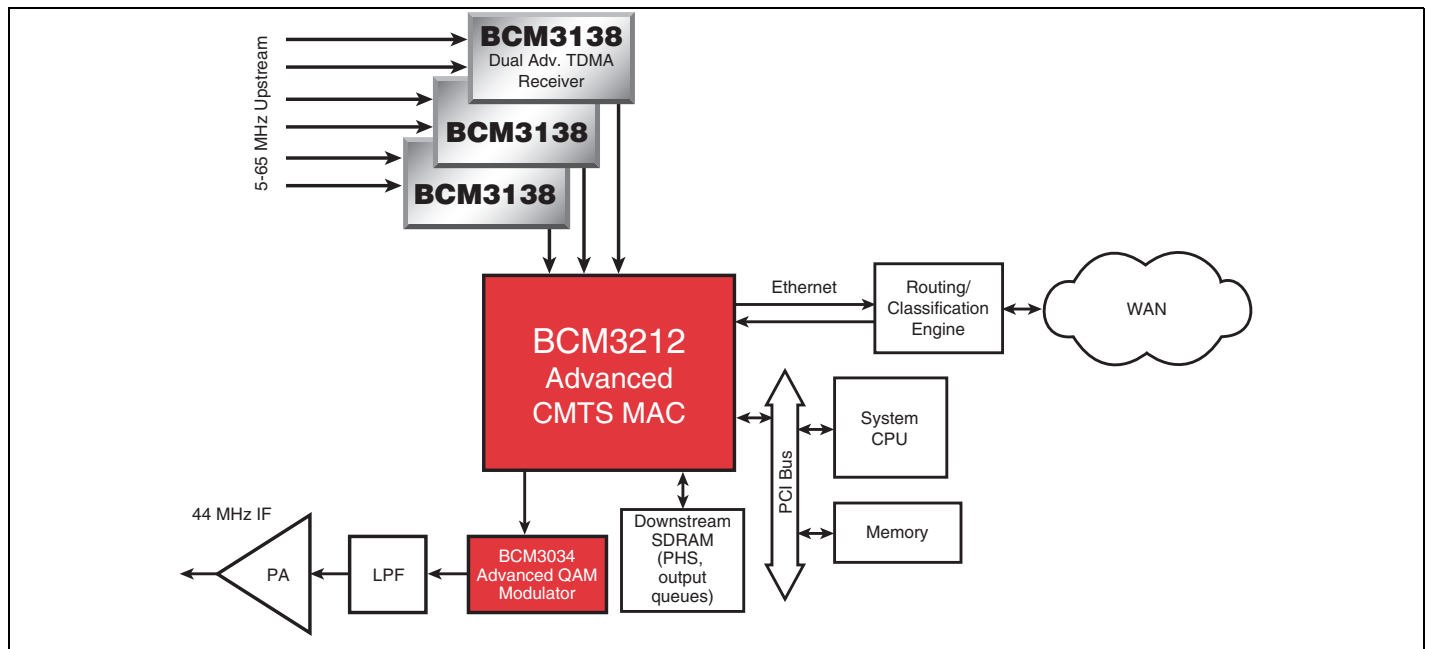 5-65 MHz Upstream
BCM3138
Dual Adv. TDMA
Receiver
BCM3138
BCM3138
BCM3212
Advanced
CMTS MAC
Ethernet
Routing/
Classification
Engine
WAN
PCI Bus
System
CPU
Memory
44 MHz IF
PA
LPF
BCM3034
Advanced QAM
Modulator
Downstream
SDRAM
(PHS,
output
queues)